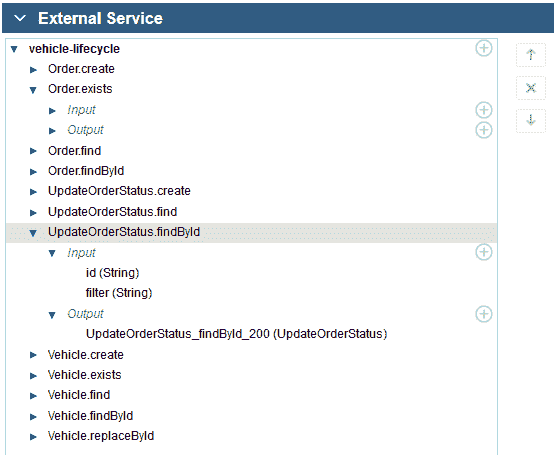 External Service
vehicle-lifecycle
Order.create
Order.exists
Input
Output
Order.find
Order.findById
UpdateOrderStatus.create
UpdateOrderStatus.find
UpdateOrderStatus.findById
Input
id (String)
filter (String)
Output
UpdateOrderStatus_findById_200 (UpdateOrderStatus)
Vehicle.create
Vehicle.exists
Vehicle.find
Vehicle.findById
Vehicle.replaceById